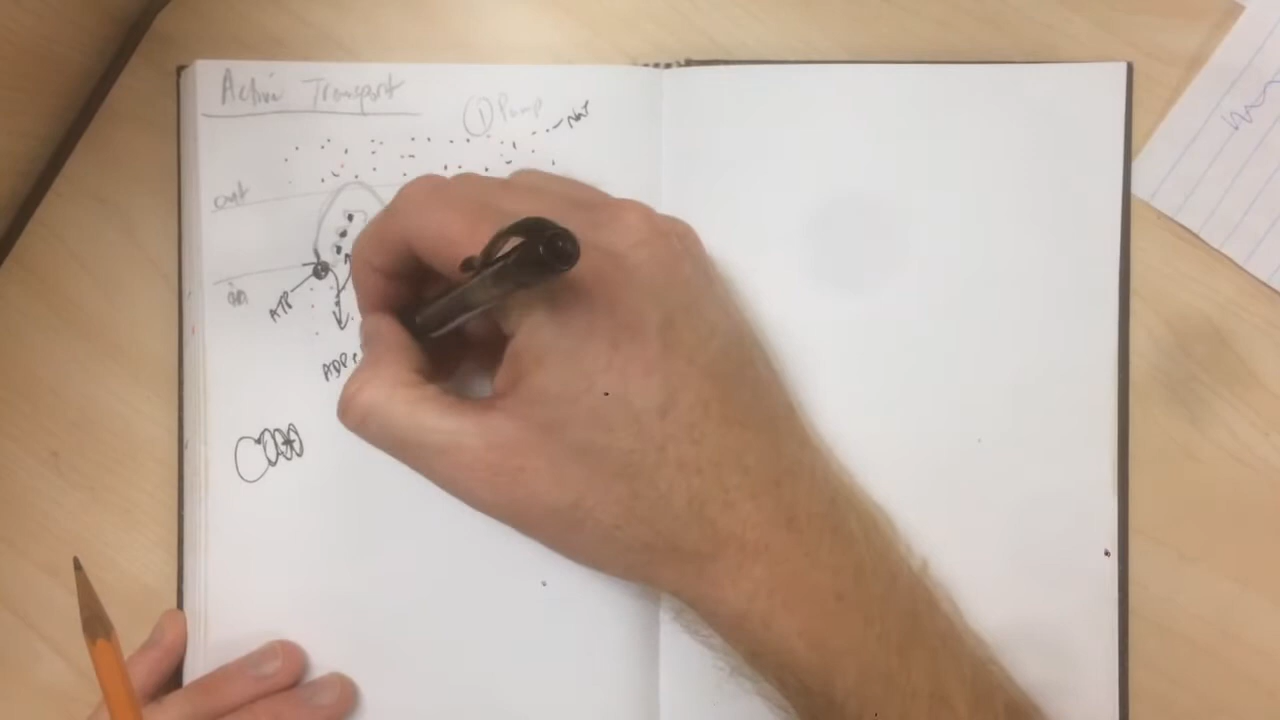 Active Transport
① Pump
Na+
out
in
ATP
ADP+